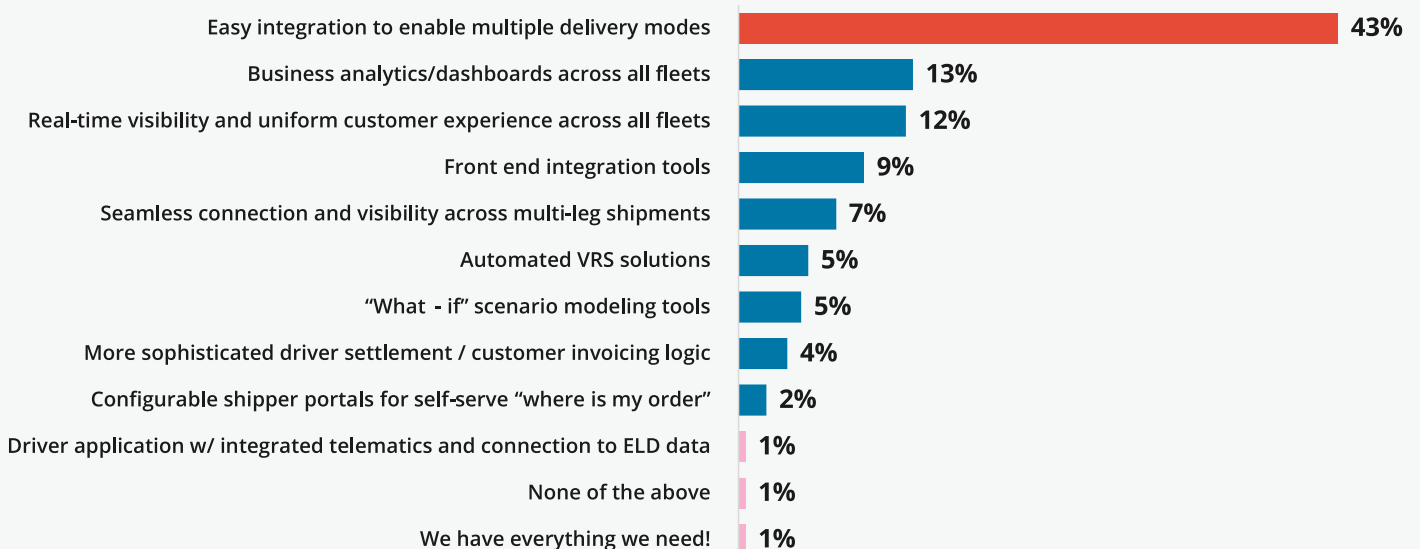 Easy integration to enable multiple delivery modes 43%
Business analytics/dashboards across all fleets 13%
Real-time visibility and uniform customer experience across all fleets 12%
Front end integration tools 9%
Seamless connection and visibility across multi-leg shipments 7%
Automated VRS solutions 5%
“What - if” scenario modeling tools 5%
More sophisticated driver settlement / customer invoicing logic 4%
Configurable shipper portals for self-serve “where is my order” 2%
Driver application w/ integrated telematics and connection to ELD data 1%
None of the above 1%
We have everything we need! 1%